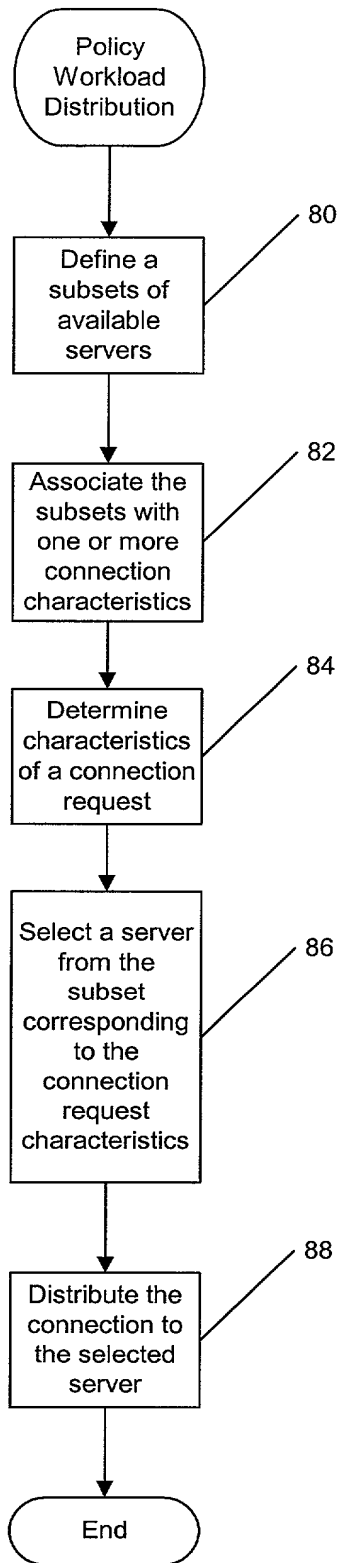 Policy
Workload
Distribution
80
Define a
subsets of
available
servers
82
Associate the
subsets with
one or more
connection
characteristics
84
Determine
characteristics
of a connection
request
86
Select a server
from the
subset
corresponding
to the
connection
request
characteristics
88
Distribute the
connection to
the selected
server
End